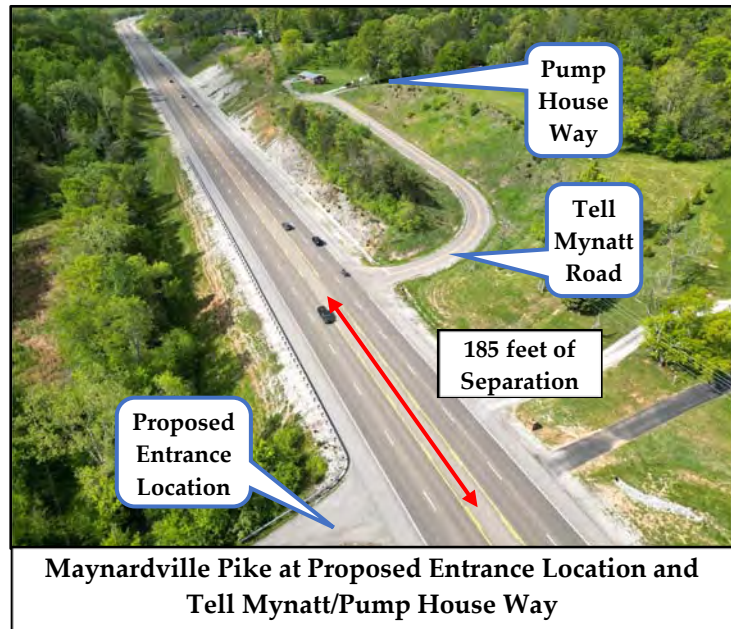 Pump
House
Way
Tell
Mynatt
Road
185 feet of
Separation
Proposed
Entrance
Location
Maynardville Pike at Proposed Entrance Location and
Tell Mynatt/Pump House Way